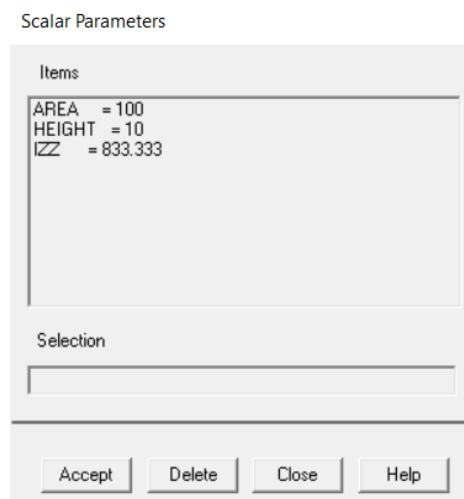 Scalar Parameters
Items
AREA = 100
HEIGHT = 10
IZZ = 833.333
Selection
Accept Delete Close Help